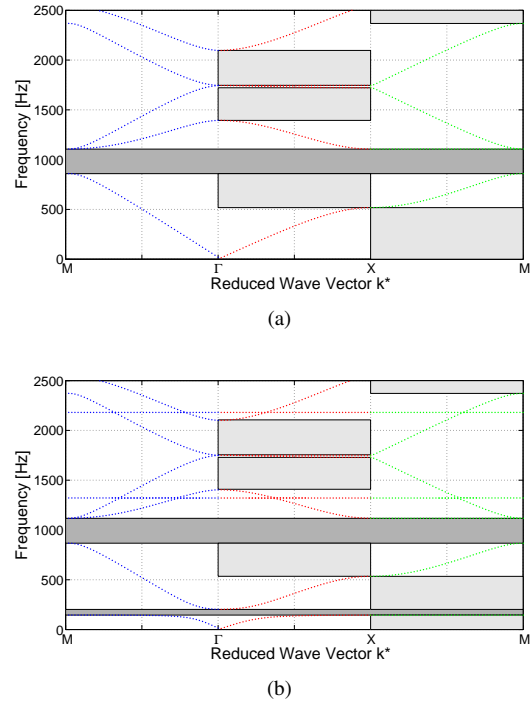 2500
2000
1500
1000
500
0
Frequency [Hz]
M Γ X M
Reduced Wave Vector k*
(a)
2500
2000
1500
1000
500
0
Frequency [Hz]
M Γ X M
Reduced Wave Vector k*
(b)